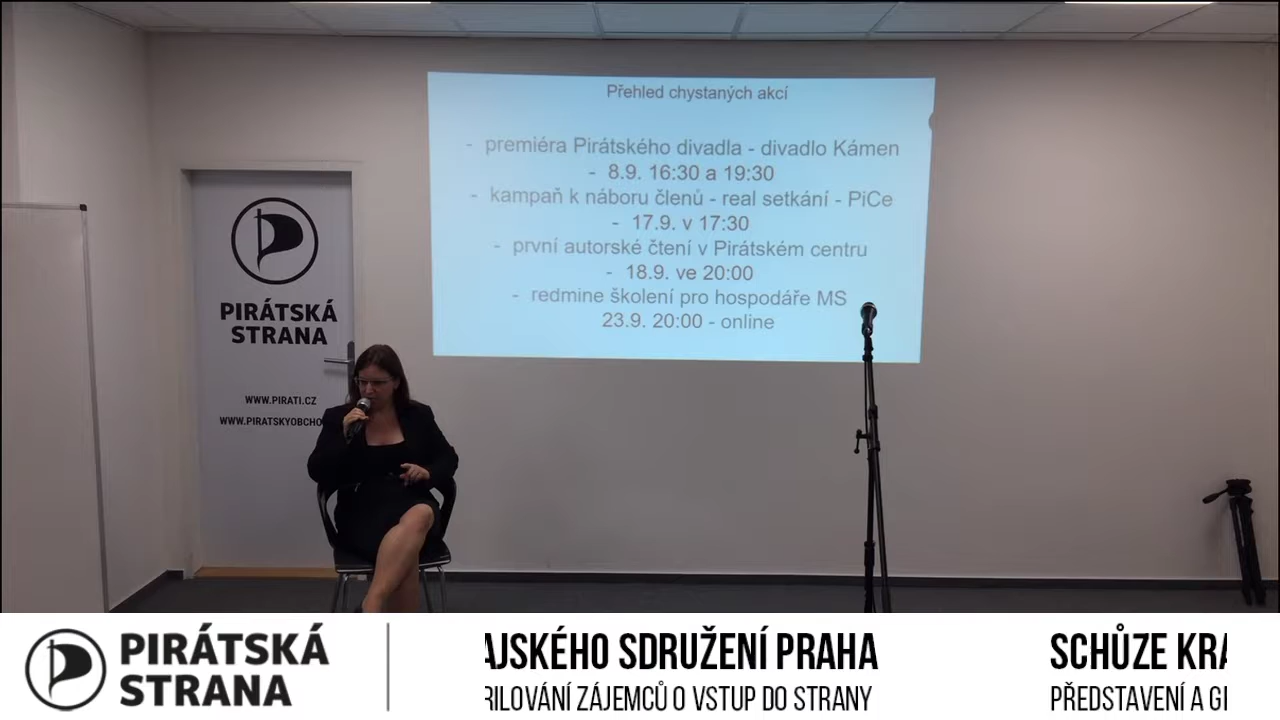 Přehled chystaných akcí
- premiéra Pirátského divadla - divadlo Kámen
- 8.9. 16:30 a 19:30
- kampaň k náboru členů - real setkání - PiCe
- 17.9. v 17:30
- první autorské čtení v Pirátském centru
- 18.9. ve 20:00
- redmine školení pro hospodáře MS
23.9. 20:00 - online
PIRÁTSKÁ
STRANA
WWW.PIRATI.CZ
WWW.PIRATSKYOBCHO
PIRÁTSKÁ
STRANA
AJSKÉHO SDRUŽENÍ PRAHA
RILOVÁNÍ ZÁJEMCŮ O VSTUP DO STRANY
SCHŮZE KRA
PŘEDSTAVENÍ A G